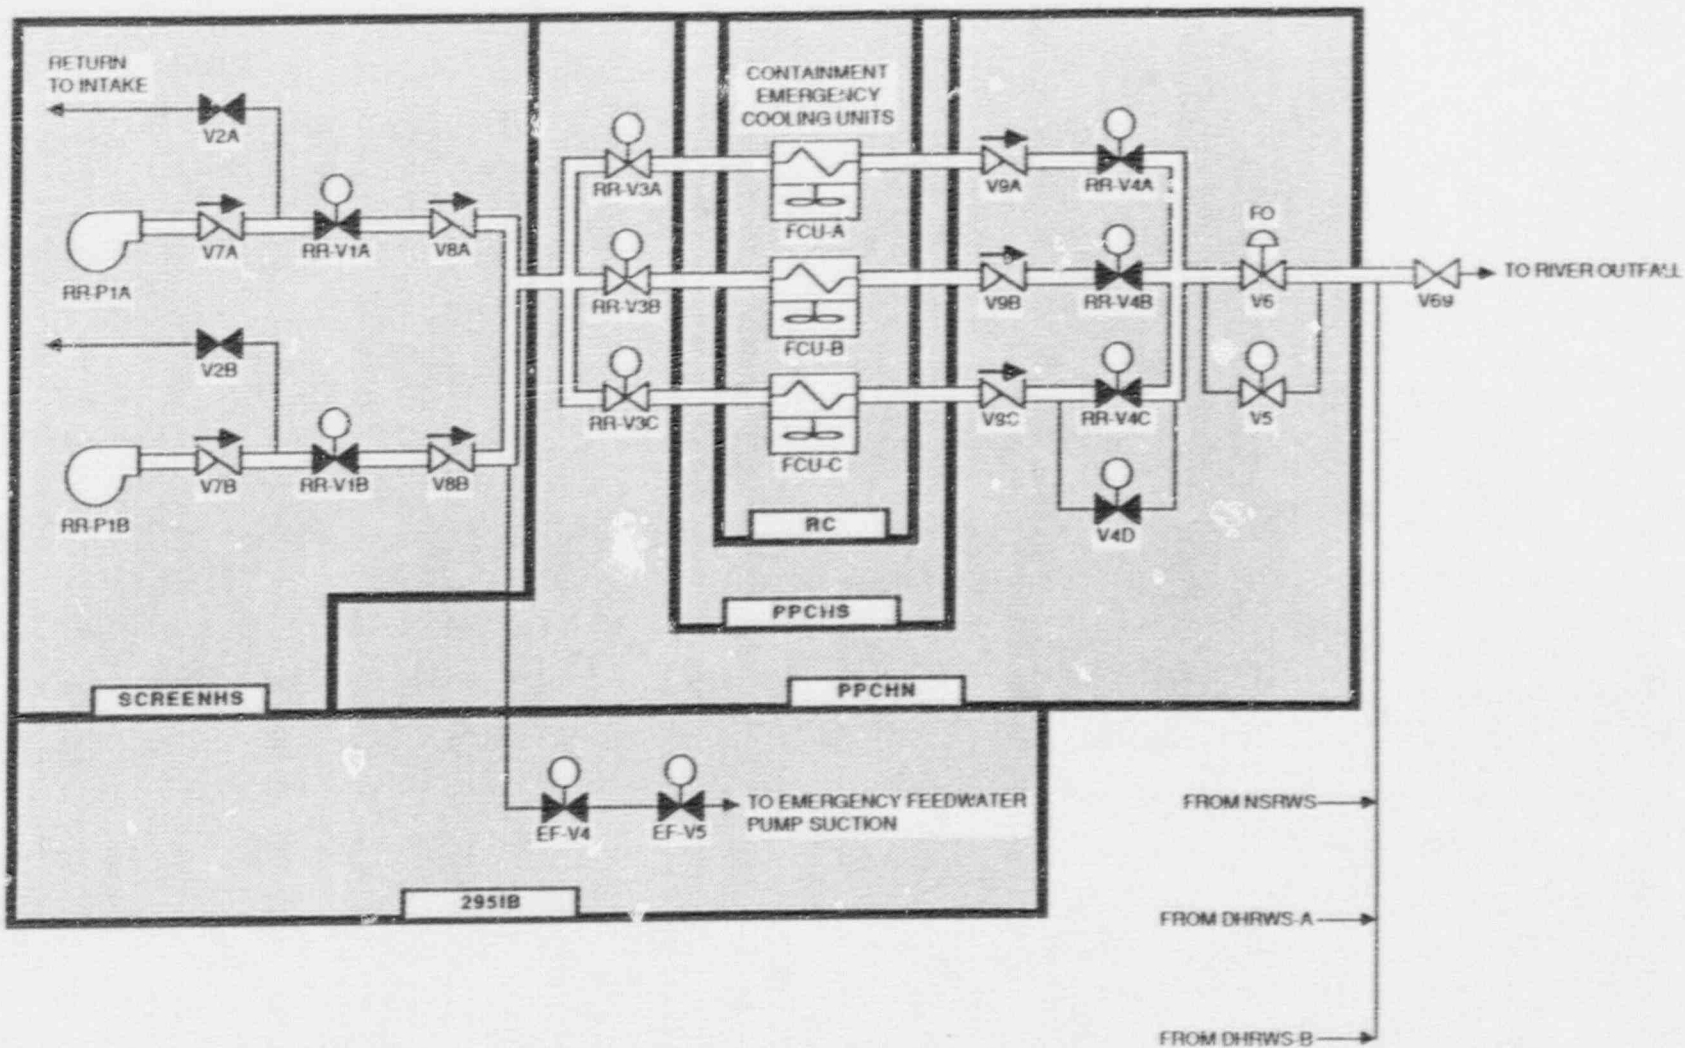 RETURN
TO INTAKE
V2A
V7A
RR-V1A
V8A
RR-P1A
V2B
V7B
RR-V1B
V8B
RR-P1B
SCREENHS
RR-V3A
RR-V3B
RR-V3C
CONTAINMENT
EMERGENCY
COOLING UNITS
FCU-A
FCU-B
FCU-C
RC
PPCHS
PPCHN
V9A
RR-V4A
V9B
RR-V4B
V9C
RR-V4C
V4D
FO
V6
V5
V69
TO RIVER OUTFALL
EF-V4
EF-V5
TO EMERGENCY FEEDWATER
PUMP SUCTION
295IB
FROM NSRWS
FROM DHRWS-A
FROM DHRWS-B